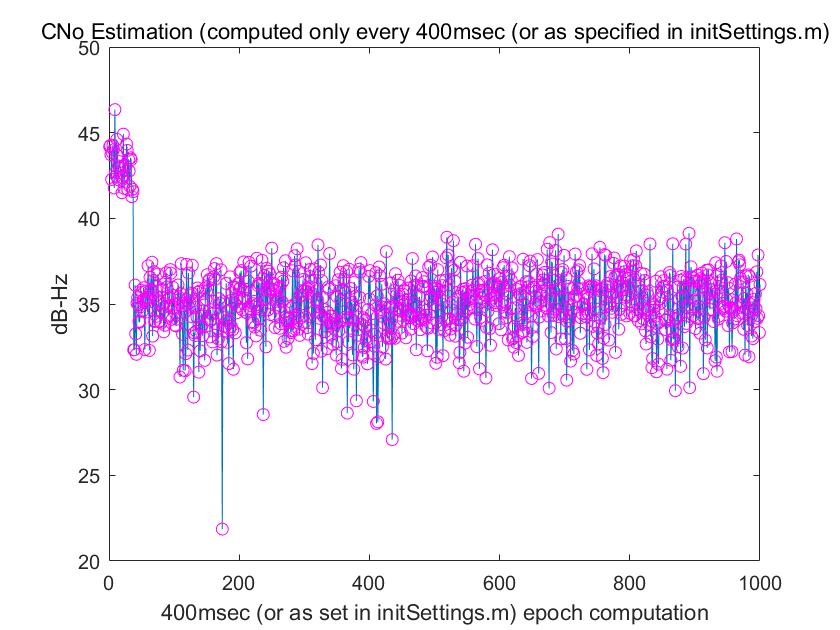 CNo Estimation (computed only every 400msec (or as specified in initSettings.m)
50
45
40
35
30
25
20
dB-Hz
0 200 400 600 800 1000
400msec (or as set in initSettings.m) epoch computation